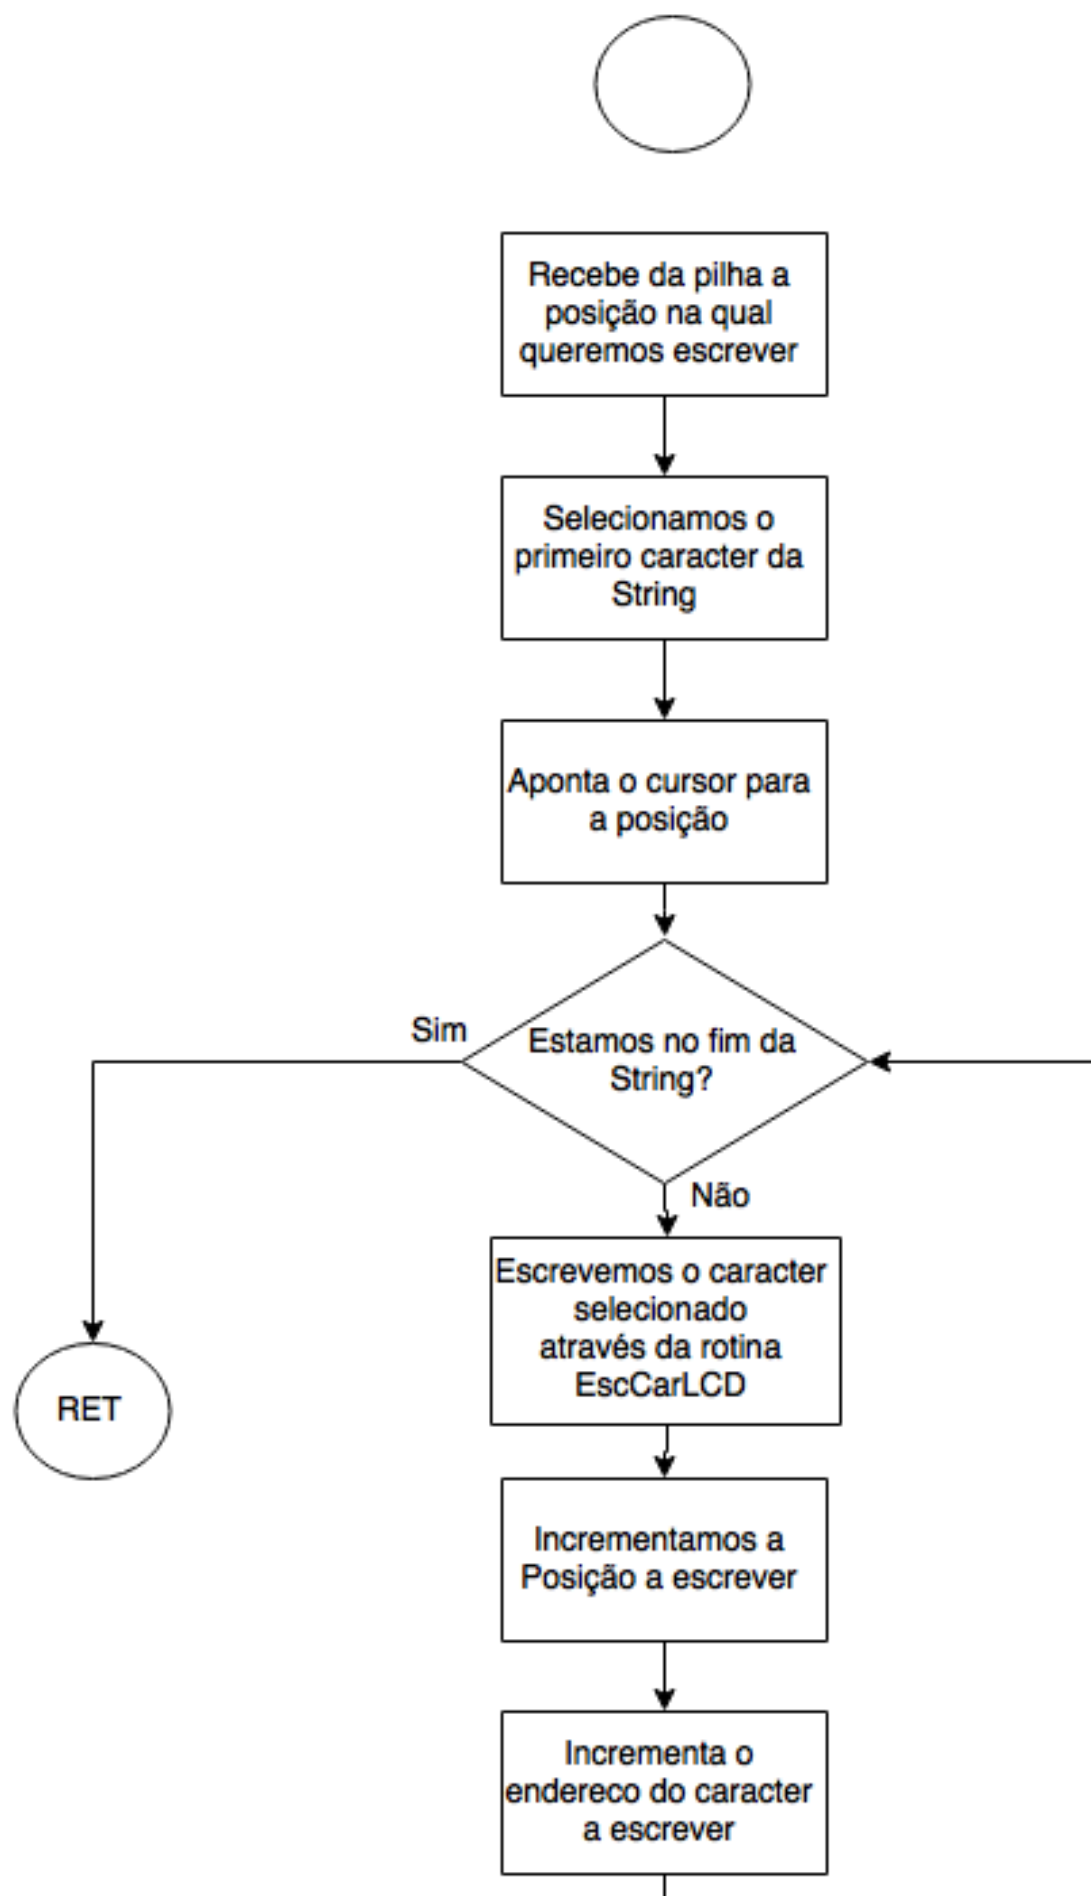 Recebe da pilha a
posição na qual
queremos escrever
Selecionamos o
primeiro caracter da
String
Aponta o cursor para
a posição
Sim
Estamos no fim da
String?
Não
Escrevemos o caracter
selecionado
através da rotina
EscCarLCD
RET
Incrementamos a
Posição a escrever
Incrementa o
endereco do caracter
a escrever